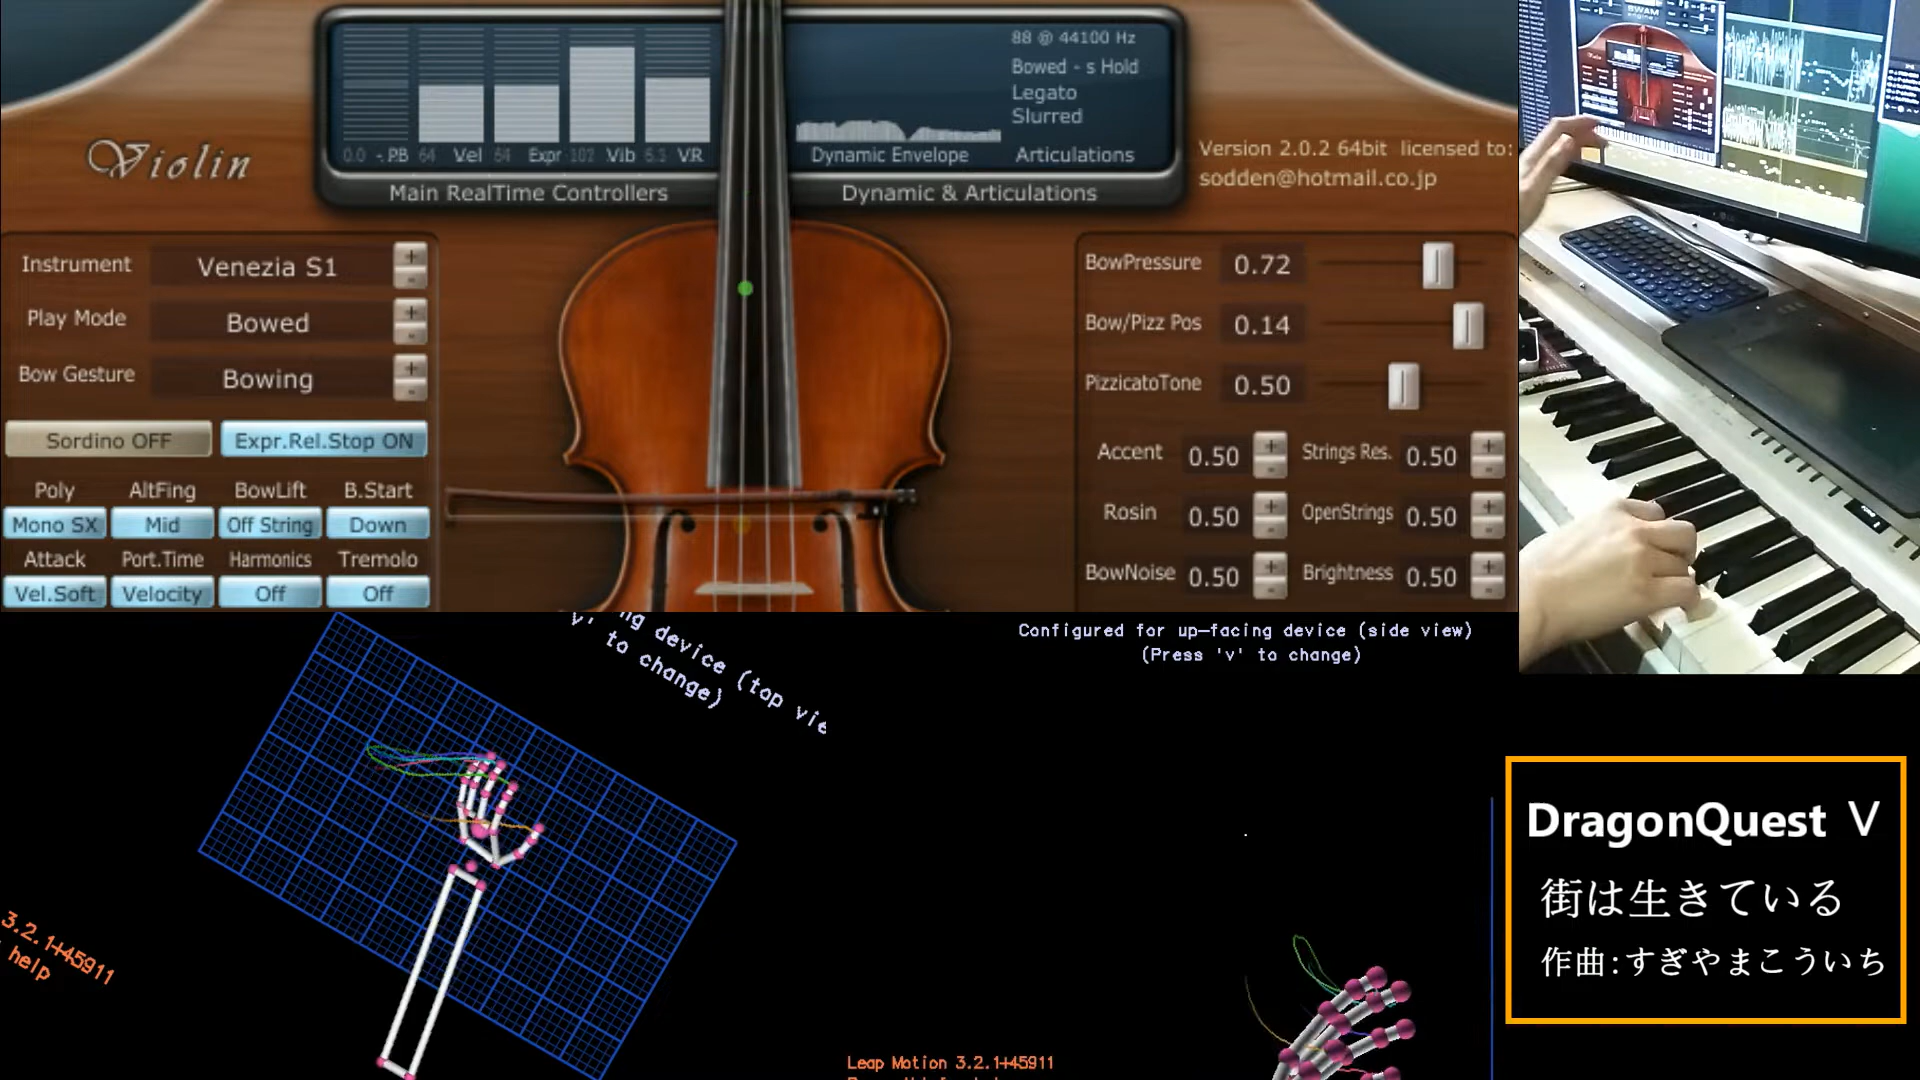 88 @ 44100 Hz
Bowed - s Hold
Legato
Slurred
0.0 - PB 64 Vel 64 Expr 107 Vib 6.1 VR
Dynamic Envelope Articulations
Main RealTime Controllers
Dynamic & Articulations
Violin
Version 2.0.2 64bit licensed to:
sodden@hotmail.co.jp
Instrument Venezia S1 + -
Play Mode Bowed + -
Bow Gesture Bowing + -
Sordino OFF Expr.Rel.Stop ON
Poly AltFing BowLift B.Start
Mono SX Mid Off String Down
Attack Port.Time Harmonics Tremolo
Vel.Soft Velocity Off Off
BowPressure 0.72
Bow/Pizz Pos 0.14
PizzicatoTone 0.50
Accent 0.50 + - Strings Res. 0.50 + -
Rosin 0.50 + - OpenStrings 0.50 + -
BowNoise 0.50 + - Brightness 0.50 + -
ng device (top vie
v' to change)
Configured for up-facing device (side view)
(Press 'v' to change)
3.2.1+45911
help
Leap Motion 3.2.1+45911
DragonQuest Ⅴ
街は生きている
作曲:すぎやまこういち